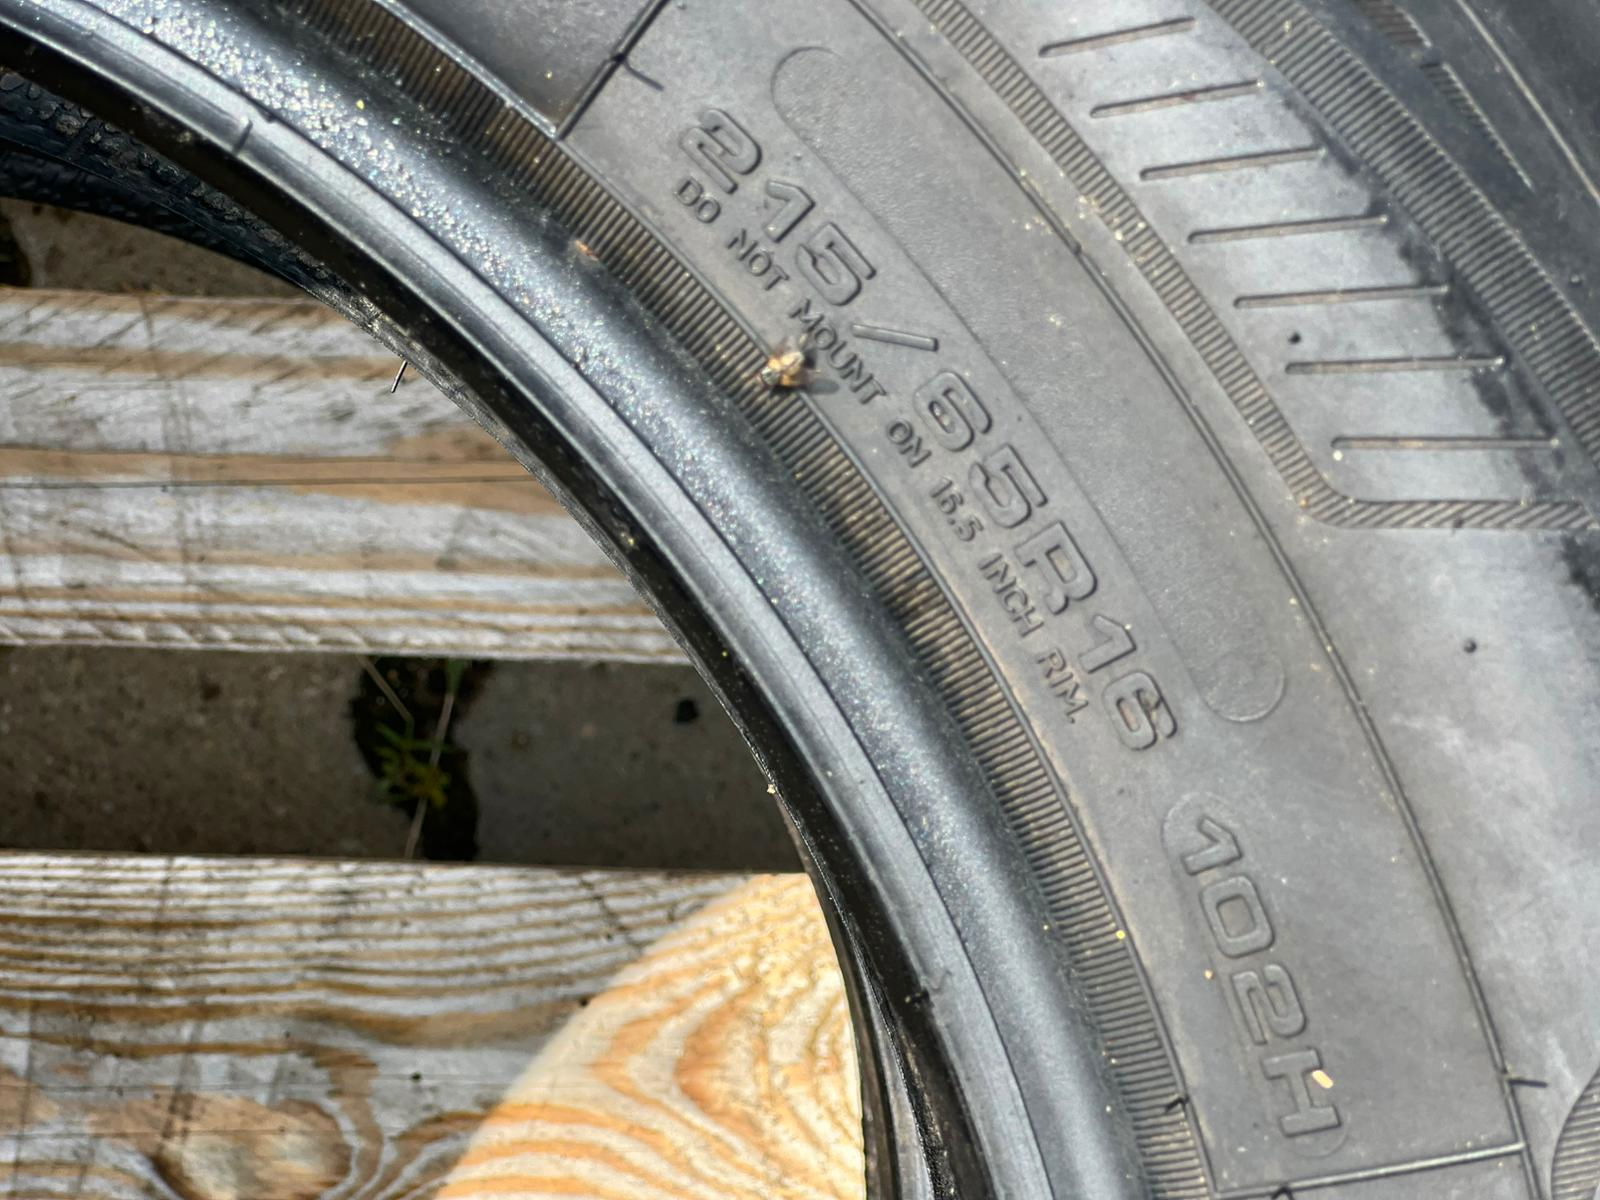 215/65R16 102H
DO NOT MOUNT ON 16.5 INCH RIM.